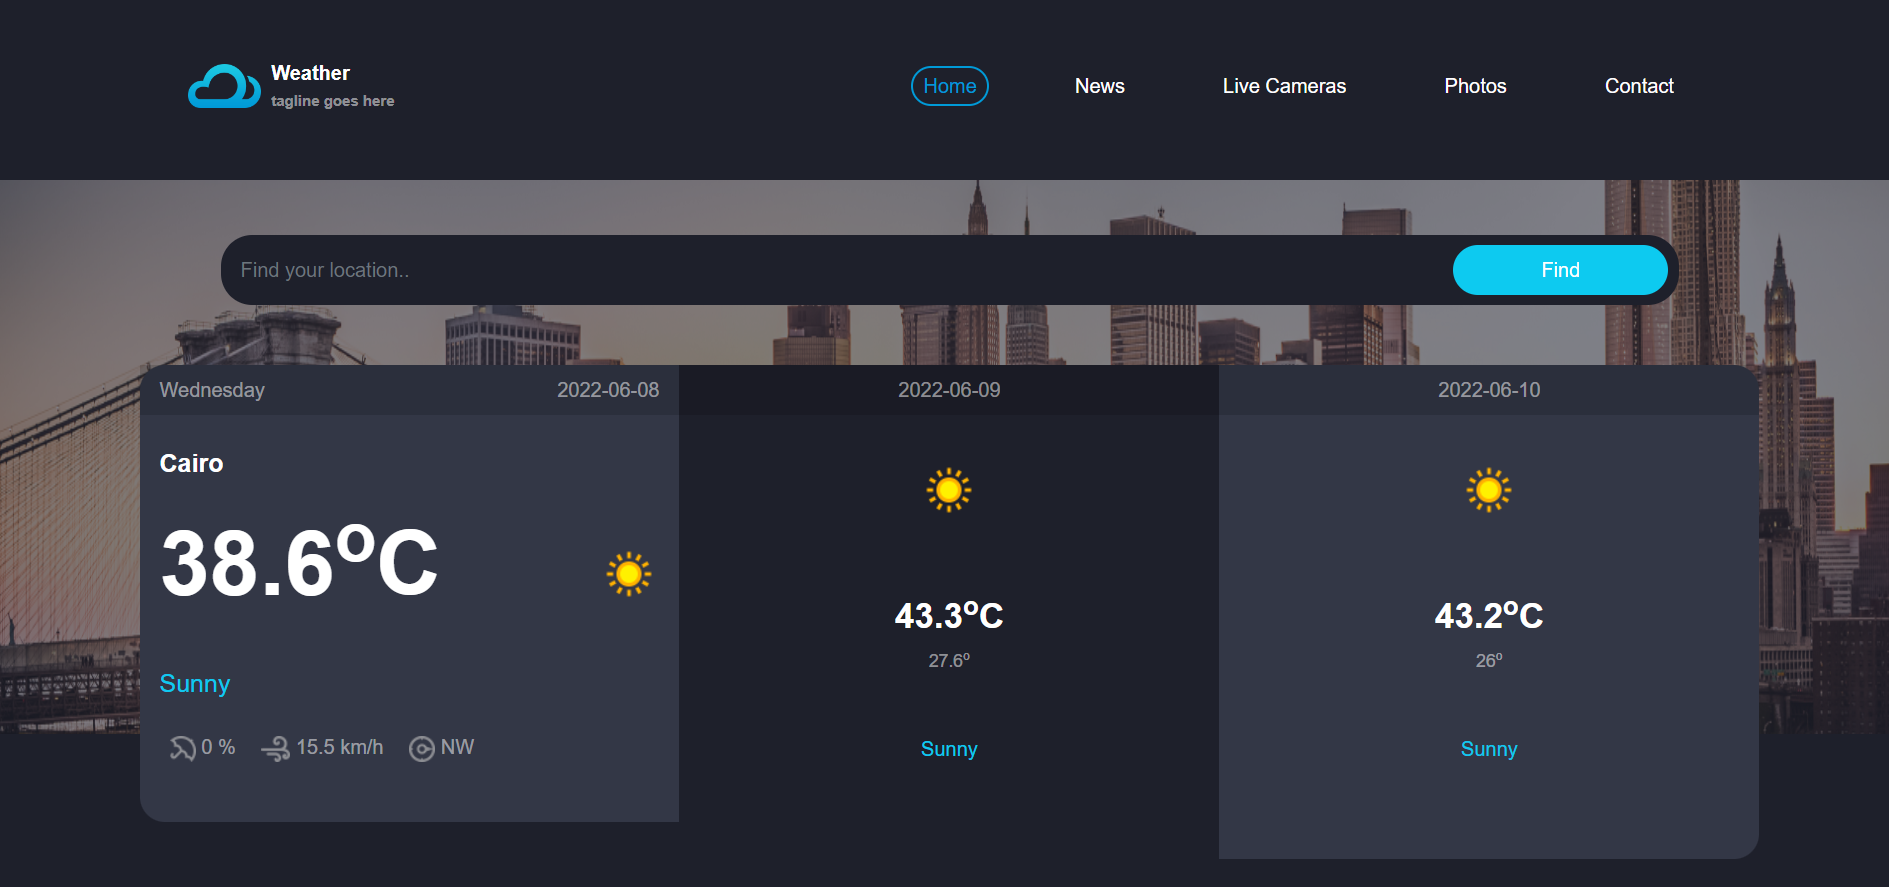 Weather
tagline goes here
Home News Live Cameras Photos Contact
Find your location..
Find
Wednesday 2022-06-08
Cairo
38.6°C
Sunny
0 % 15.5 km/h NW
2022-06-09
43.3°C
27.6°
Sunny
2022-06-10
43.2°C
26°
Sunny